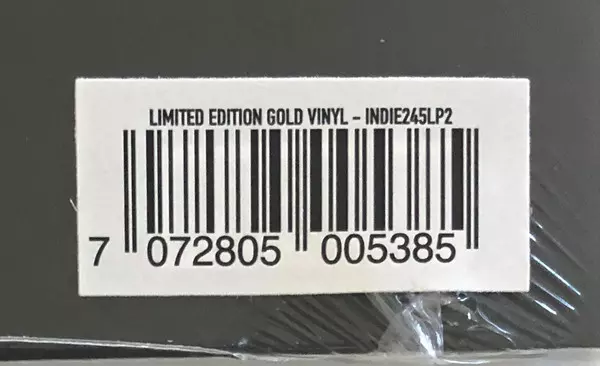 LIMITED EDITION GOLD VINYL – INDIE245LP2
7 072805 005385